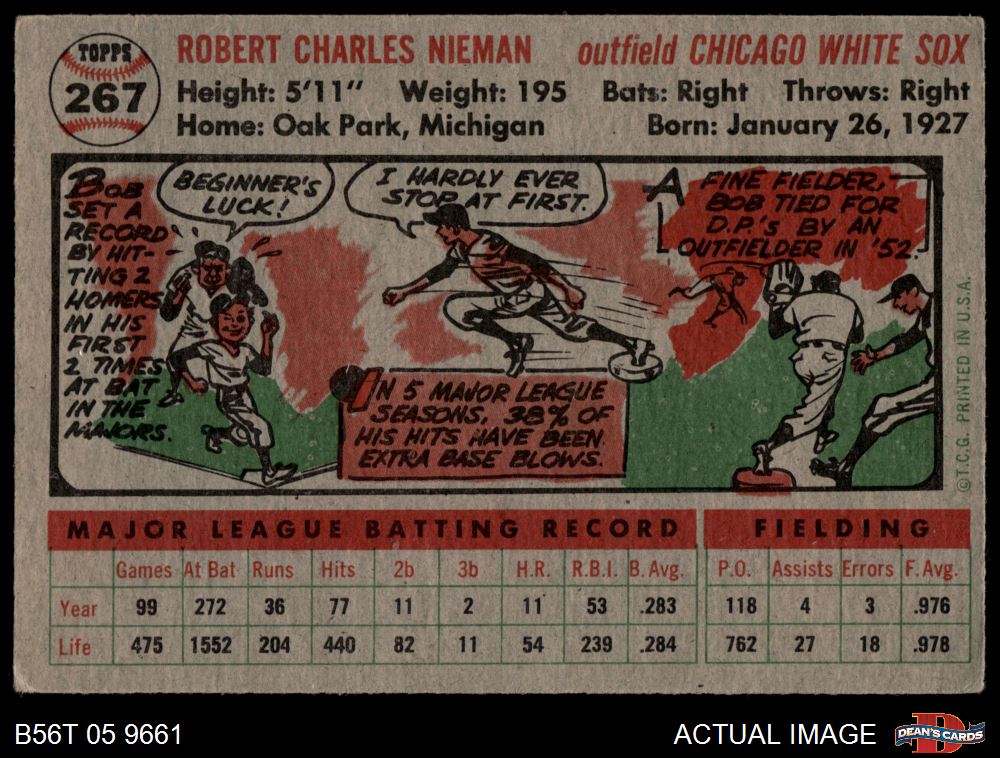 TOPPS
267
ROBERT CHARLES NIEMAN outfield CHICAGO WHITE SOX
Height: 5'11" Weight: 195 Bats: Right Throws: Right
Home: Oak Park, Michigan Born: January 26, 1927
BOB
SET A
RECORD
BY HIT-
TING 2
HOMERS
IN HIS
FIRST
2 TIMES
AT BAT
IN THE
MAJORS.
BEGINNER'S
LUCK!
I HARDLY EVER
STOP AT FIRST.
IN 5 MAJOR LEAGUE
SEASONS, 38% OF
HIS HITS HAVE BEEN
EXTRA BASE BLOWS.
A FINE FIELDER,
BOB TIED FOR
D.P.'s BY AN
OUTFIELDER IN '52.
©T.C.G. PRINTED IN U.S.A.
MAJOR LEAGUE BATTING RECORD FIELDING
Games At Bat Runs Hits 2b 3b H.R. R.B.I. B. Avg. P.O. Assists Errors F. Avg.
Year 99 272 36 77 11 2 11 53 .283 118 4 3 .976
Life 475 1552 204 440 82 11 54 239 .284 762 27 18 .978
B56T 05 9661 ACTUAL IMAGE
DEAN'S CARDS